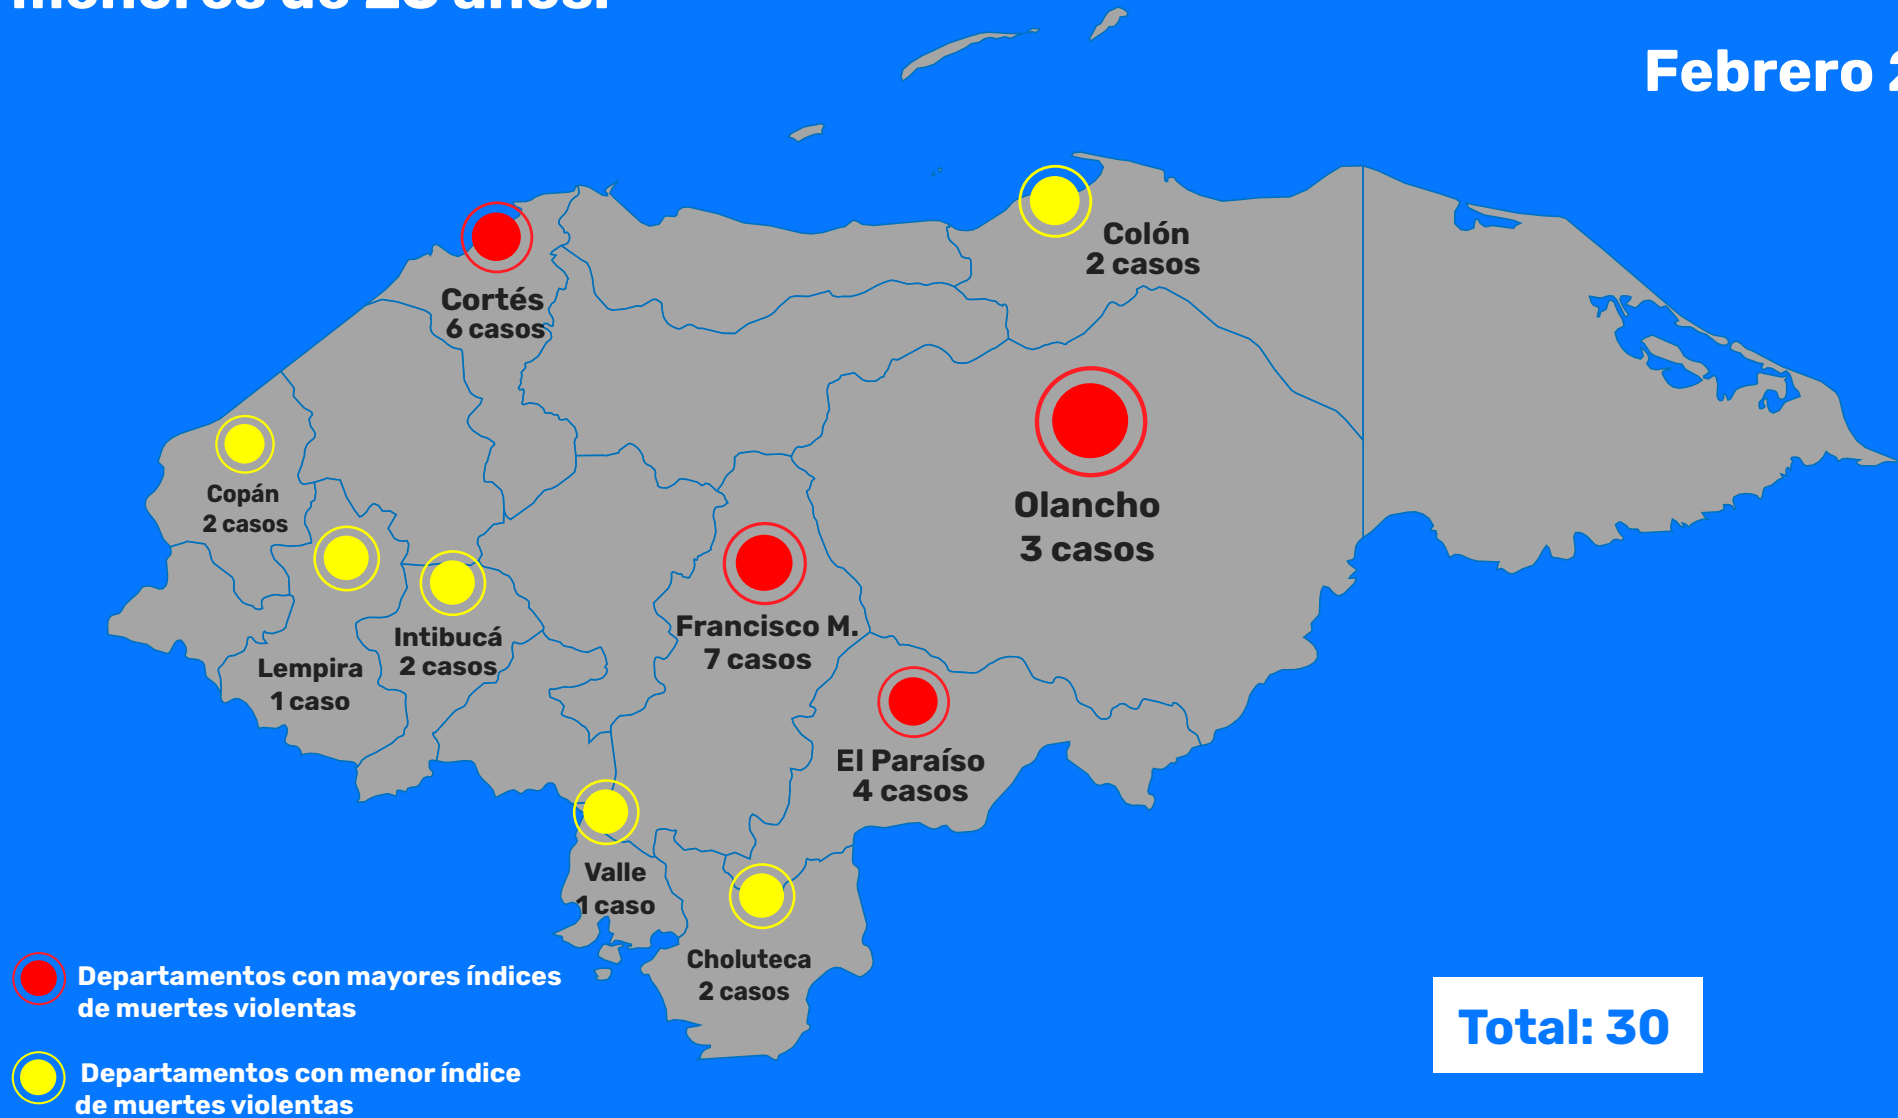 Febrero
Colón
2 casos
Cortés
6 casos
Copán
2 casos
Olancho
3 casos
Intibucá
2 casos
Lempira
1 caso
Francisco M.
7 casos
El Paraíso
4 casos
Valle
1 caso
Choluteca
2 casos
Departamentos con mayores índices
de muertes violentas
Departamentos con menor índice
de muertes violentas
Total: 30